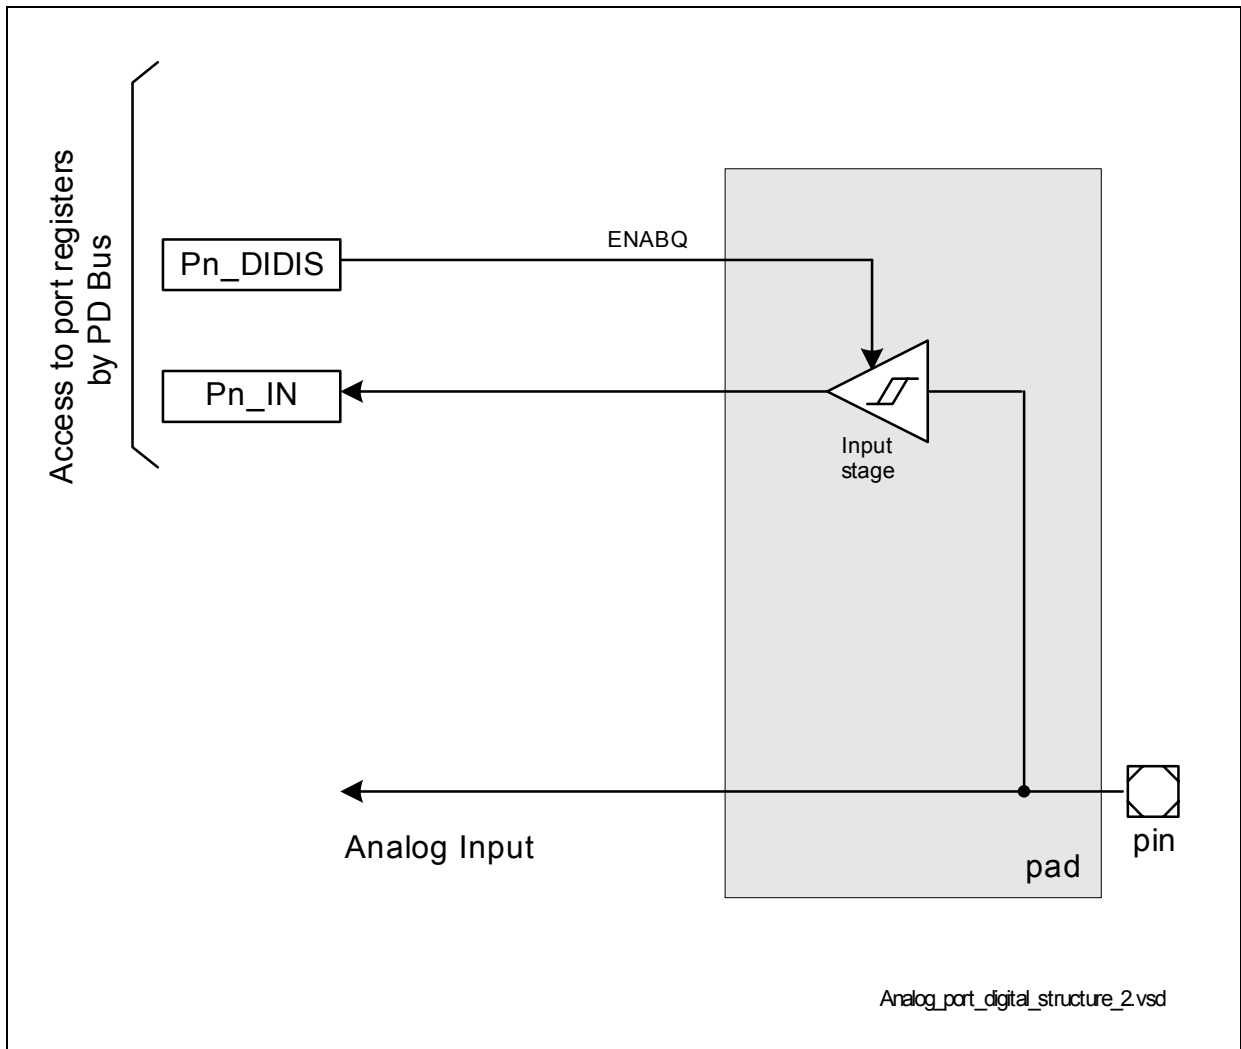 Access to port registers
by PD Bus
Pn_DIDIS
ENABQ
Pn_IN
Input
stage
Analog Input
pad
pin
Analog_port_digital_structure_2.vsd